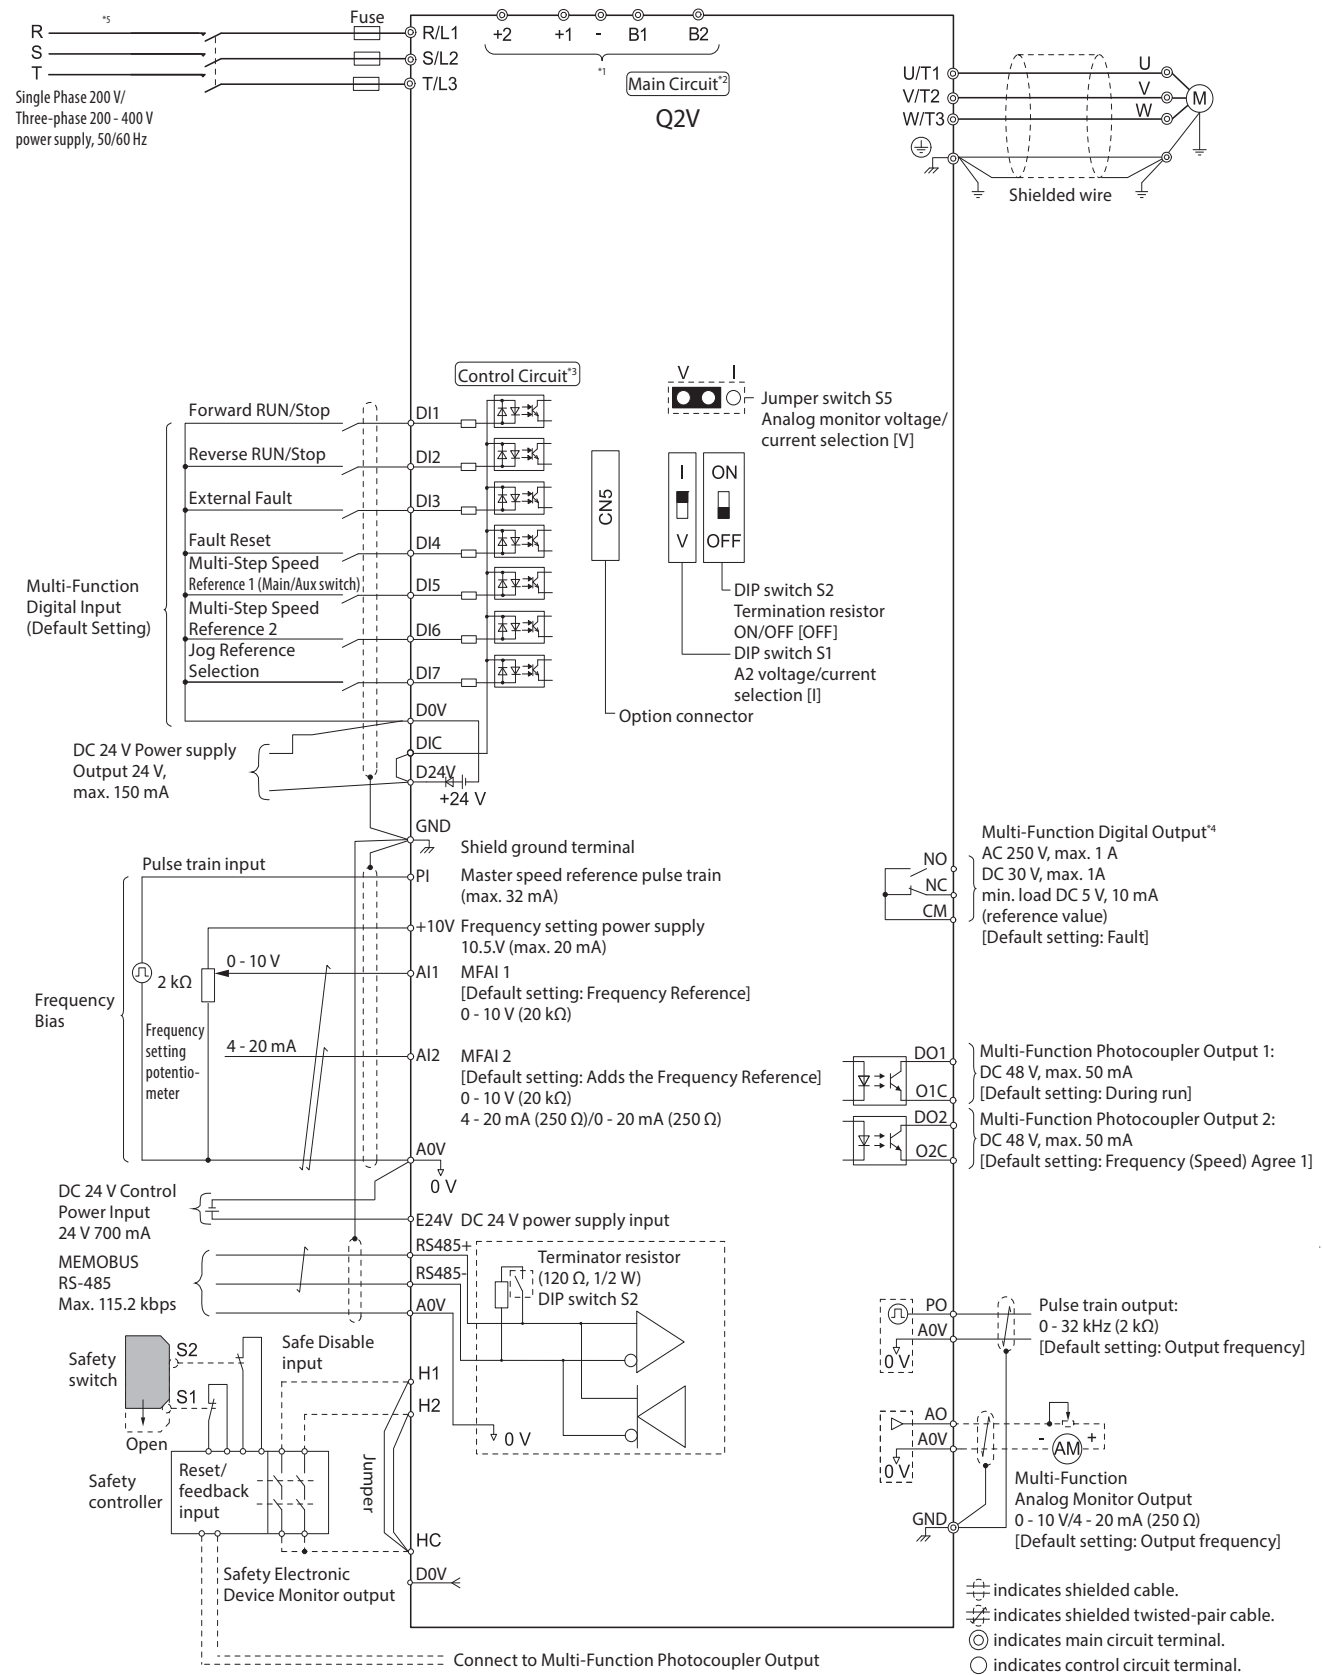 *5
Fuse
R
S
T
R/L1
S/L2
T/L3
+2
+1
-
B1
B2
*1
Main Circuit*2
Q2V
Single Phase 200 V/
Three-phase 200 - 400 V
power supply, 50/60 Hz
U/T1
V/T2
W/T3
U
V
W
M
Shielded wire
Control Circuit*3
V
I
Jumper switch S5
Analog monitor voltage/
current selection [V]
Forward RUN/Stop
DI1
Reverse RUN/Stop
DI2
External Fault
DI3
Fault Reset
DI4
Multi-Step Speed
Reference 1 (Main/Aux switch)
DI5
Multi-Step Speed
Reference 2
DI6
Jog Reference
Selection
DI7
Multi-Function
Digital Input
(Default Setting)
CN5
I
V
ON
OFF
DIP switch S2
Termination resistor
ON/OFF [OFF]
DIP switch S1
A2 voltage/current
selection [I]
Option connector
D0V
DIC
D24V
+24 V
DC 24 V Power supply
Output 24 V,
max. 150 mA
GND
Shield ground terminal
Pulse train input
PI
Master speed reference pulse train
(max. 32 mA)
+10V
Frequency setting power supply
10.5.V (max. 20 mA)
0 - 10 V
2 kΩ
AI1
MFAI 1
[Default setting: Frequency Reference]
0 - 10 V (20 kΩ)
Frequency
Bias
Frequency
setting
potentio-
meter
4 - 20 mA
AI2
MFAI 2
[Default setting: Adds the Frequency Reference]
0 - 10 V (20 kΩ)
4 - 20 mA (250 Ω)/0 - 20 mA (250 Ω)
A0V
0 V
NO
NC
CM
Multi-Function Digital Output*4
AC 250 V, max. 1 A
DC 30 V, max. 1A
min. load DC 5 V, 10 mA
(reference value)
[Default setting: Fault]
DO1
O1C
Multi-Function Photocoupler Output 1:
DC 48 V, max. 50 mA
[Default setting: During run]
DO2
O2C
Multi-Function Photocoupler Output 2:
DC 48 V, max. 50 mA
[Default setting: Frequency (Speed) Agree 1]
DC 24 V Control
Power Input
24 V 700 mA
E24V
DC 24 V power supply input
MEMOBUS
RS-485
Max. 115.2 kbps
RS485+
RS485-
A0V
Terminator resistor
(120 Ω, 1/2 W)
DIP switch S2
0 V
PO
A0V
0 V
Pulse train output:
0 - 32 kHz (2 kΩ)
[Default setting: Output frequency]
Safety
switch
S2
S1
Open
Safe Disable
input
H1
H2
Jumper
Safety
controller
Reset/
feedback
input
HC
D0V
Safety Electronic
Device Monitor output
AO
A0V
0 V
-
+
AM
Multi-Function
Analog Monitor Output
0 - 10 V/4 - 20 mA (250 Ω)
[Default setting: Output frequency]
GND
indicates shielded cable.
indicates shielded twisted-pair cable.
indicates main circuit terminal.
indicates control circuit terminal.
Connect to Multi-Function Photocoupler Output